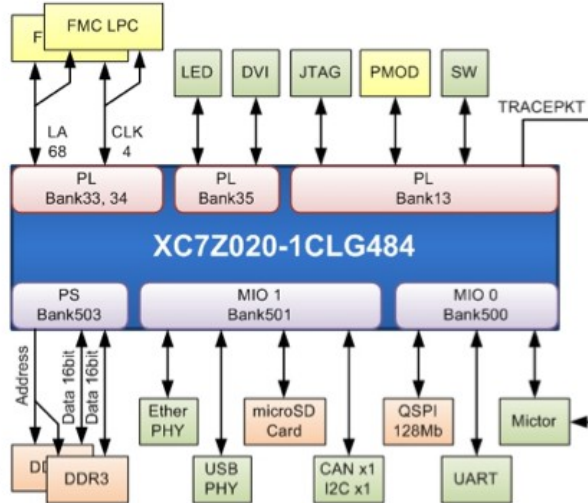 FMC LPC
F
LED
DVI
JTAG
PMOD
SW
TRACEPKT
LA
68
CLK
4
PL
Bank33, 34
PL
Bank35
PL
Bank13
XC7Z020-1CLG484
PS
Bank503
MIO 1
Bank501
MIO 0
Bank500
Address
Data 16bit
Data 16bit
Ether
PHY
microSD
Card
QSPI
128Mb
Mictor
DDR3
USB
PHY
CAN x1
I2C x1
UART